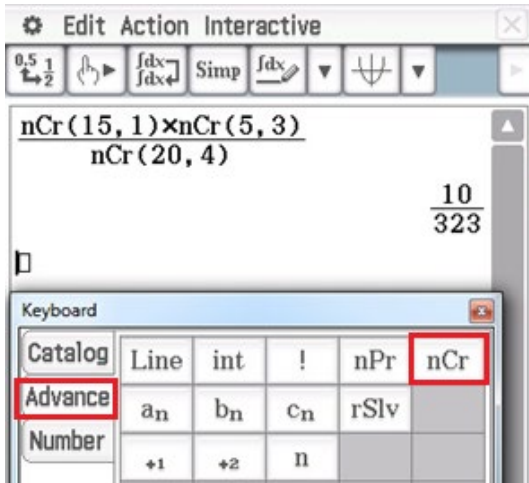 Edit Action Interactive
0.5 1 2 ∫dx ∫dx Simp ∫dx
nCr(15,1)×nCr(5,3)
nCr(20,4)
10
323
Keyboard
Catalog Line int ! nPr nCr
Advance an bn cn rSlv
Number +1 +2 n